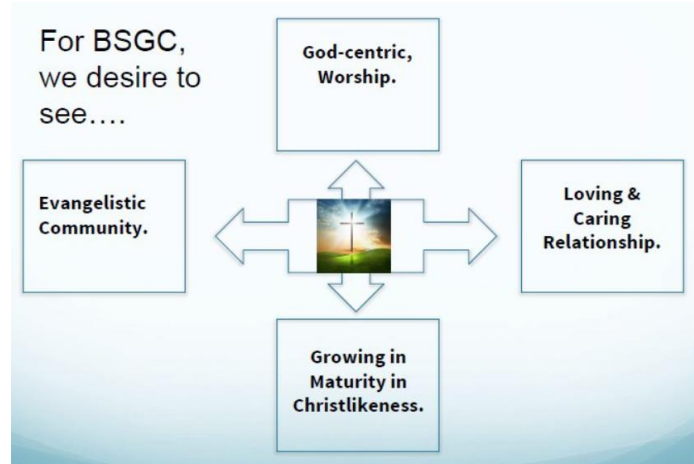 For BSGC,
we desire to
see….
God-centric,
Worship.
Evangelistic
Community.
Loving &
Caring
Relationship.
Growing in
Maturity in
Christlikeness.